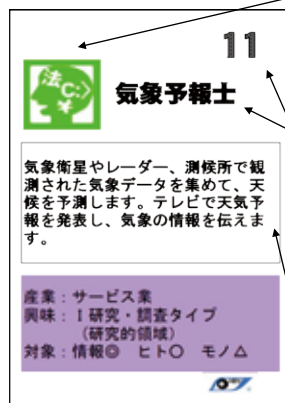 11
法 C:>
気象予報士
気象衛星やレーダー、測候所で観
測された気象データを集めて、天
候を予測します。テレビで天気予
報を発表し、気象の情報を伝えま
す。
産業：サービス業
興味：I 研究・調査タイプ
（研究的領域）
対象：情報◎ ヒト○ モノ△